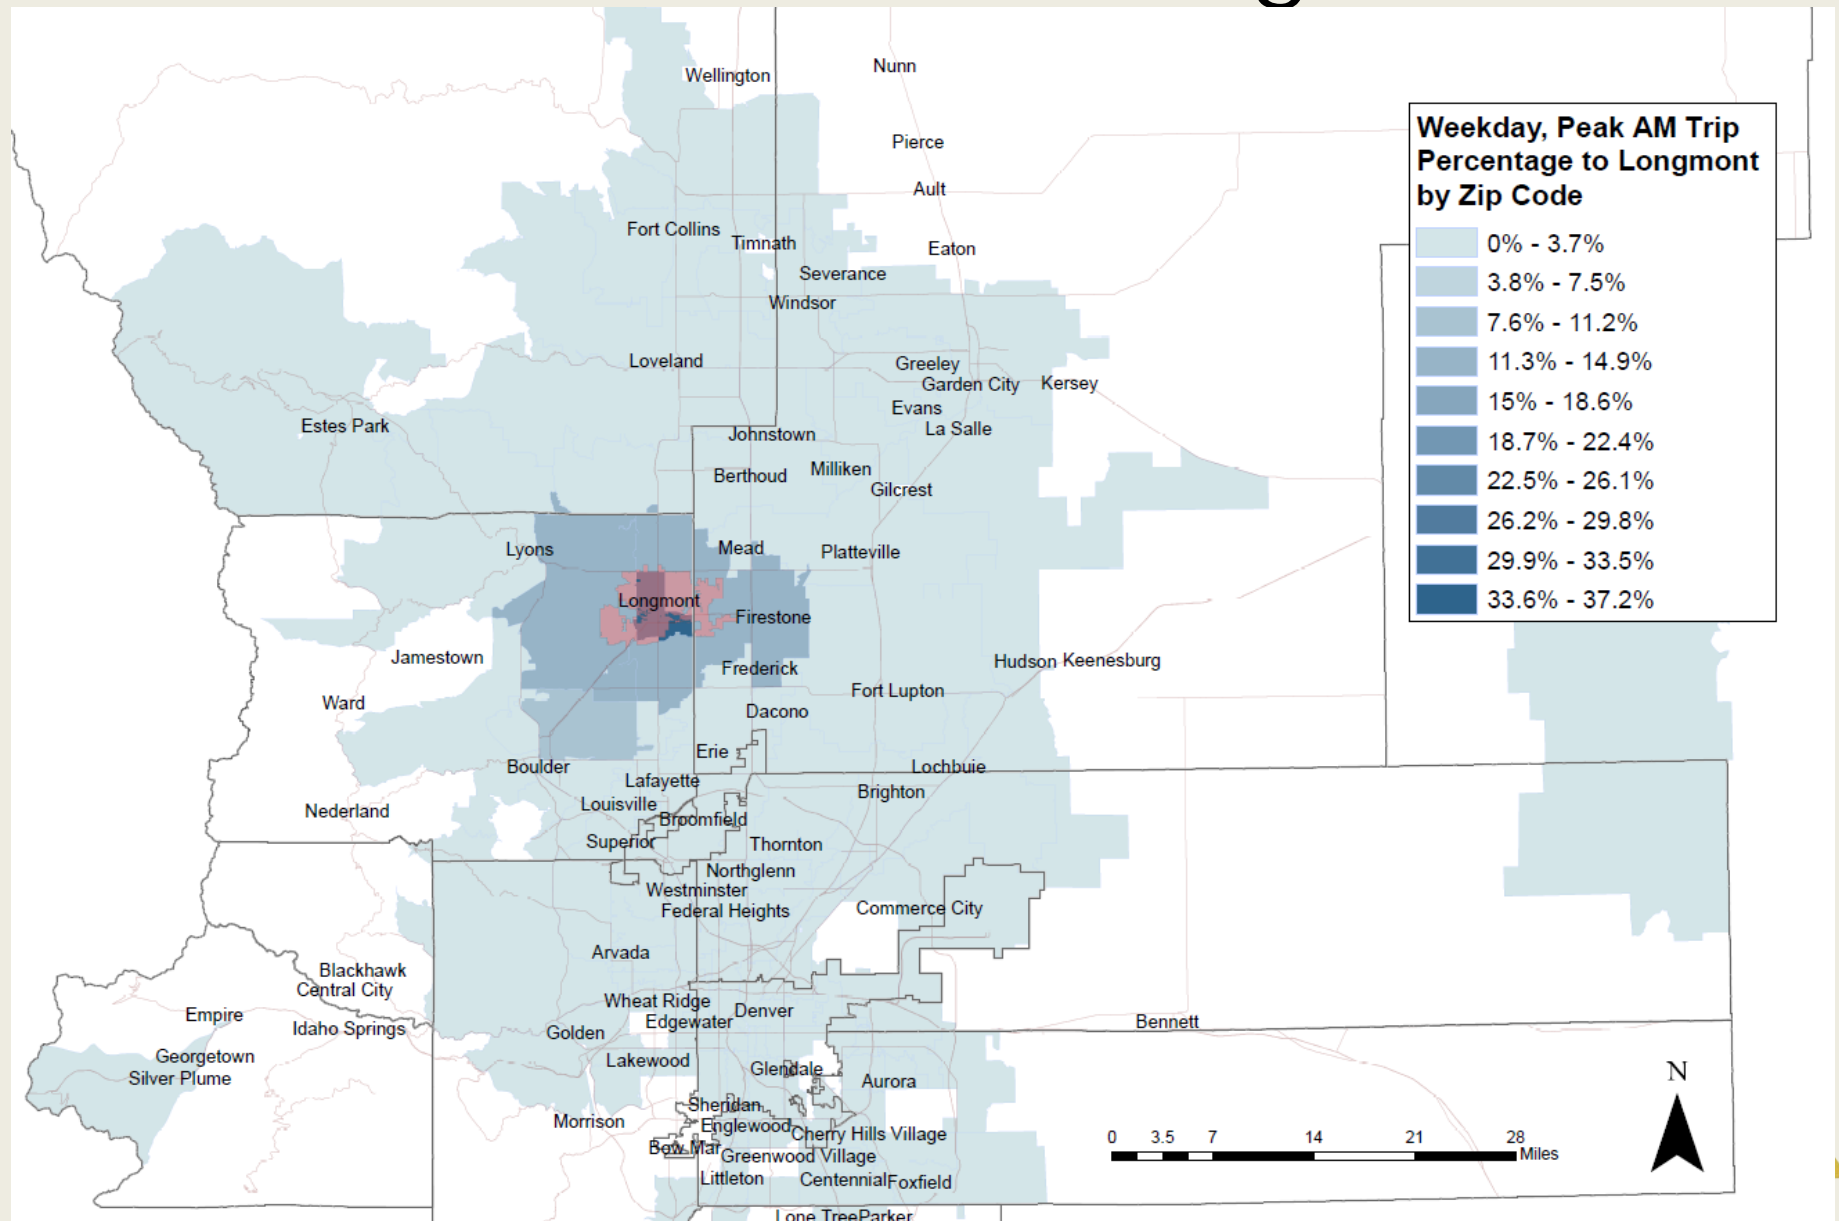 Wellington
Nunn
Weekday, Peak AM Trip
Percentage to Longmont
by Zip Code
0% - 3.7%
3.8% - 7.5%
7.6% - 11.2%
11.3% - 14.9%
15% - 18.6%
18.7% - 22.4%
22.5% - 26.1%
26.2% - 29.8%
29.9% - 33.5%
33.6% - 37.2%
Pierce
Ault
Fort Collins
Timnath
Eaton
Severance
Windsor
Loveland
Greeley
Garden City
Kersey
Evans
Estes Park
La Salle
Johnstown
Berthoud
Milliken
Gilcrest
Lyons
Mead
Platteville
Longmont
Firestone
Jamestown
Frederick
Hudson
Keenesburg
Ward
Fort Lupton
Dacono
Erie
Boulder
Lafayette
Lochbuie
Louisville
Brighton
Nederland
Broomfield
Superior
Thornton
Northglenn
Westminster
Federal Heights
Commerce City
Arvada
Blackhawk
Central City
Wheat Ridge
Empire
Idaho Springs
Edgewater
Denver
Golden
Bennett
Georgetown
Silver Plume
Lakewood
Glendale
Aurora
N
Sheridan
Morrison
Englewood
Cherry Hills Village
0 3.5 7 14 21 28
Miles
Bow Mar
Greenwood Village
Littleton
Centennial
Foxfield
Lone Tree
Parker